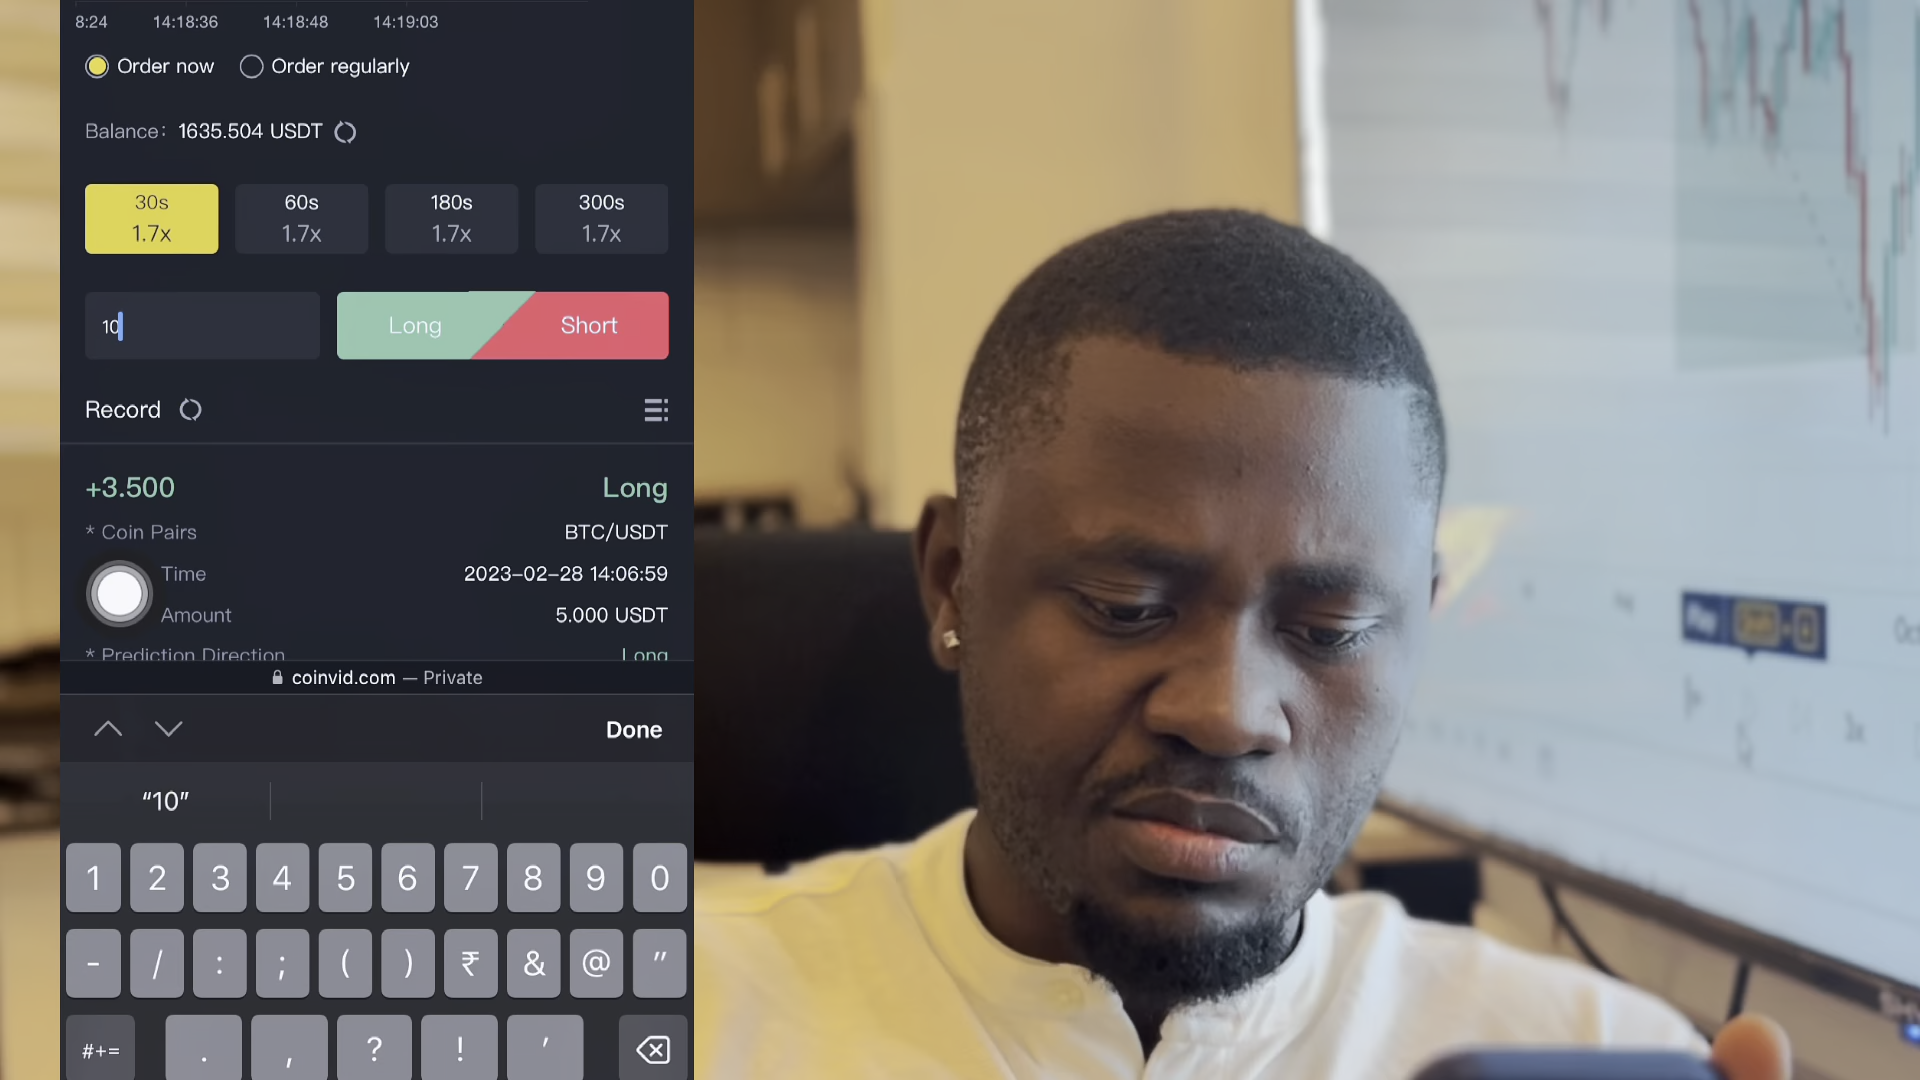 8:24 14:18:36 14:18:48 14:19:03
Order now Order regularly
Balance: 1635.504 USDT
30s 60s 180s 300s
1.7x 1.7x 1.7x 1.7x
10 Long Short
Record
+3.500 Long
* Coin Pairs BTC/USDT
Time 2023-02-28 14:06:59
Amount 5.000 USDT
* Prediction Direction Long
coinvid.com — Private
Done
“10”
1 2 3 4 5 6 7 8 9 0
- / : ; ( ) ₹ & @ "
#+= . , ? ! '